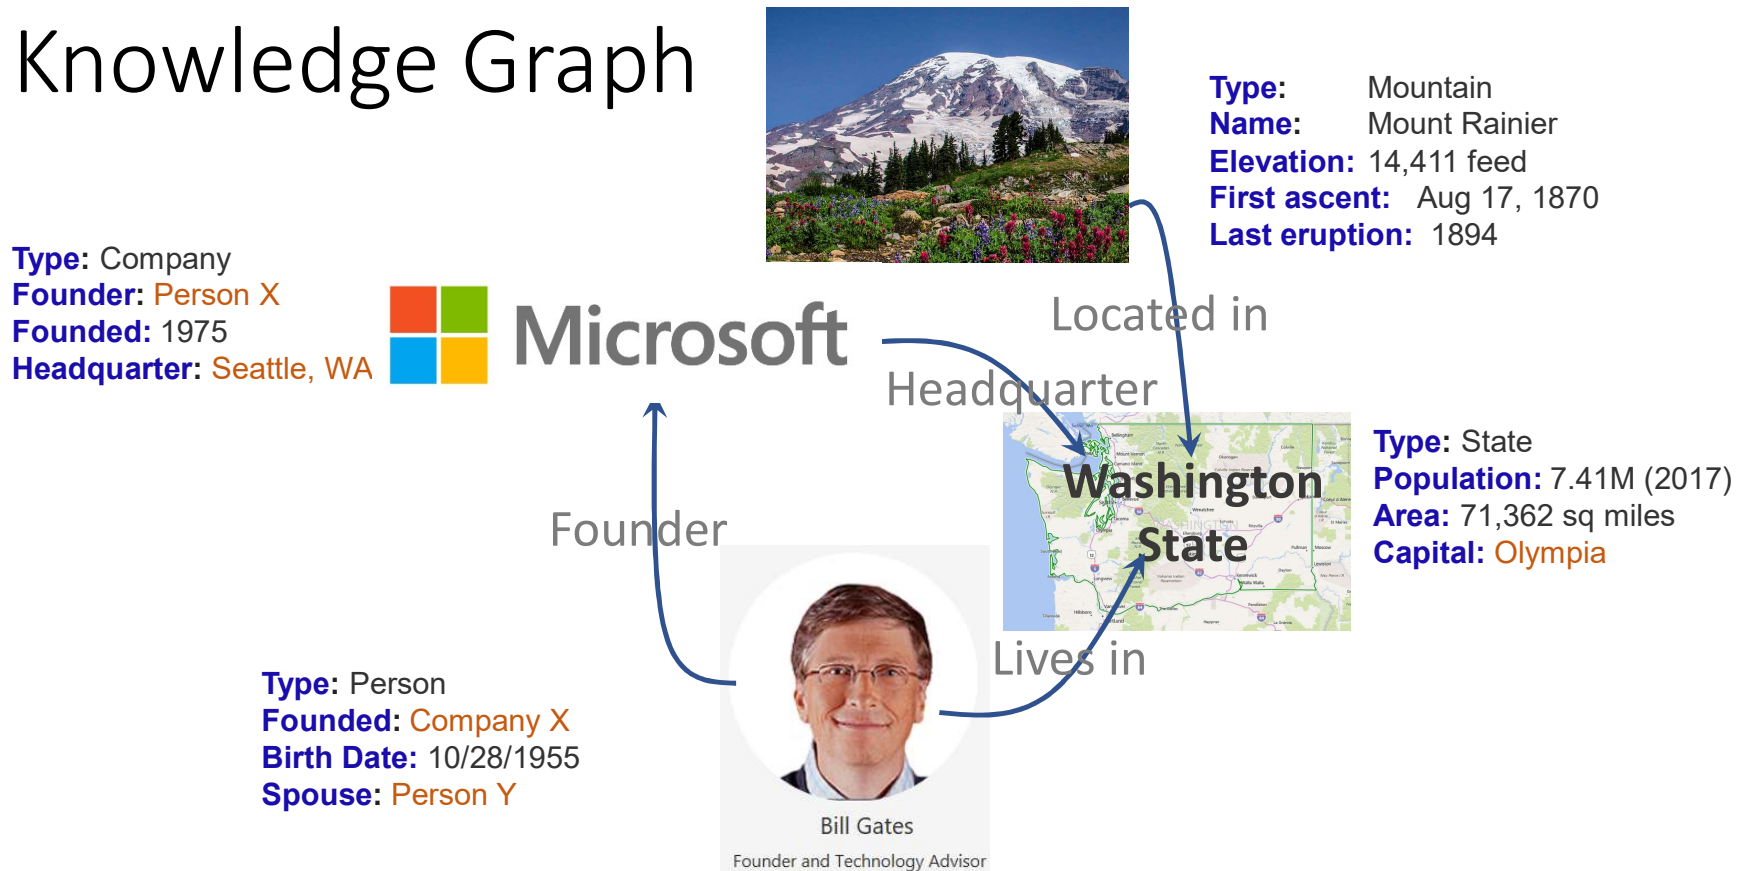 Knowledge Graph
Type: Mountain
Name: Mount Rainier
Elevation: 14,411 feed
First ascent: Aug 17, 1870
Last eruption: 1894
Type: Company
Founder: Person X
Founded: 1975
Headquarter: Seattle, WA
Microsoft
Located in
Headquarter
Washington
State
WASHINGTON
Type: State
Population: 7.41M (2017)
Area: 71,362 sq miles
Capital: Olympia
Founder
Lives in
Type: Person
Founded: Company X
Birth Date: 10/28/1955
Spouse: Person Y
Bill Gates
Founder and Technology Advisor